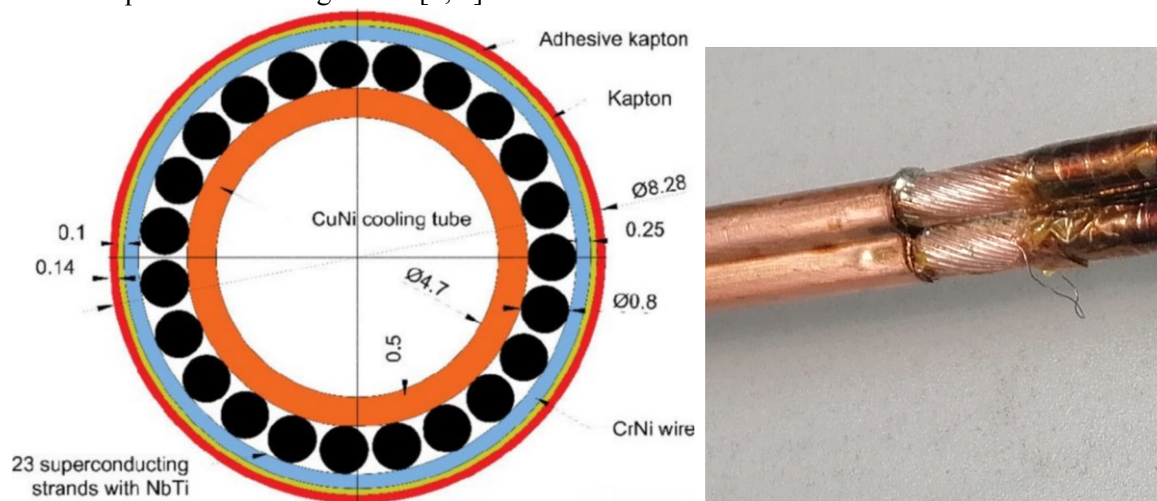 Adhesive kapton
Kapton
Ø8.28
CuNi cooling tube
0.1
0.25
0.14
Ø4.7
Ø0.8
0.5
CrNi wire
23 superconducting
strands with NbTi